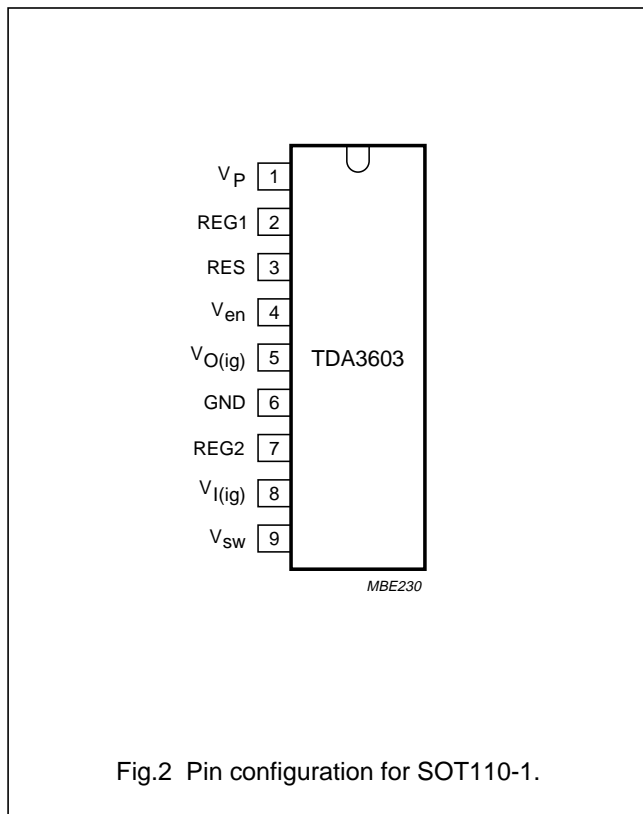 VP 1
REG1 2
RES 3
Ven 4
VO(ig) 5
TDA3603
GND 6
REG2 7
VI(ig) 8
Vsw 9
MBE230
Fig.2 Pin configuration for SOT110-1.